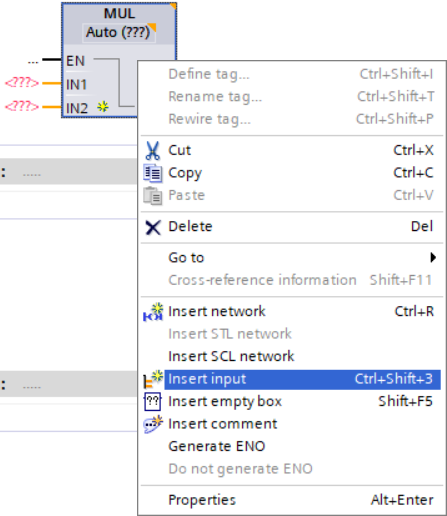 MUL
Auto (???)
... EN
<???> IN1
<???> IN2
Define tag... Ctrl+Shift+I
Rename tag... Ctrl+Shift+T
Rewire tag... Ctrl+Shift+P
Cut Ctrl+X
: ..... Copy Ctrl+C
Paste Ctrl+V
Delete Del
Go to
Cross-reference information Shift+F11
Insert network Ctrl+R
Insert STL network
Insert SCL network
: ..... Insert input Ctrl+Shift+3
?? Insert empty box Shift+F5
Insert comment
Generate ENO
Do not generate ENO
Properties Alt+Enter